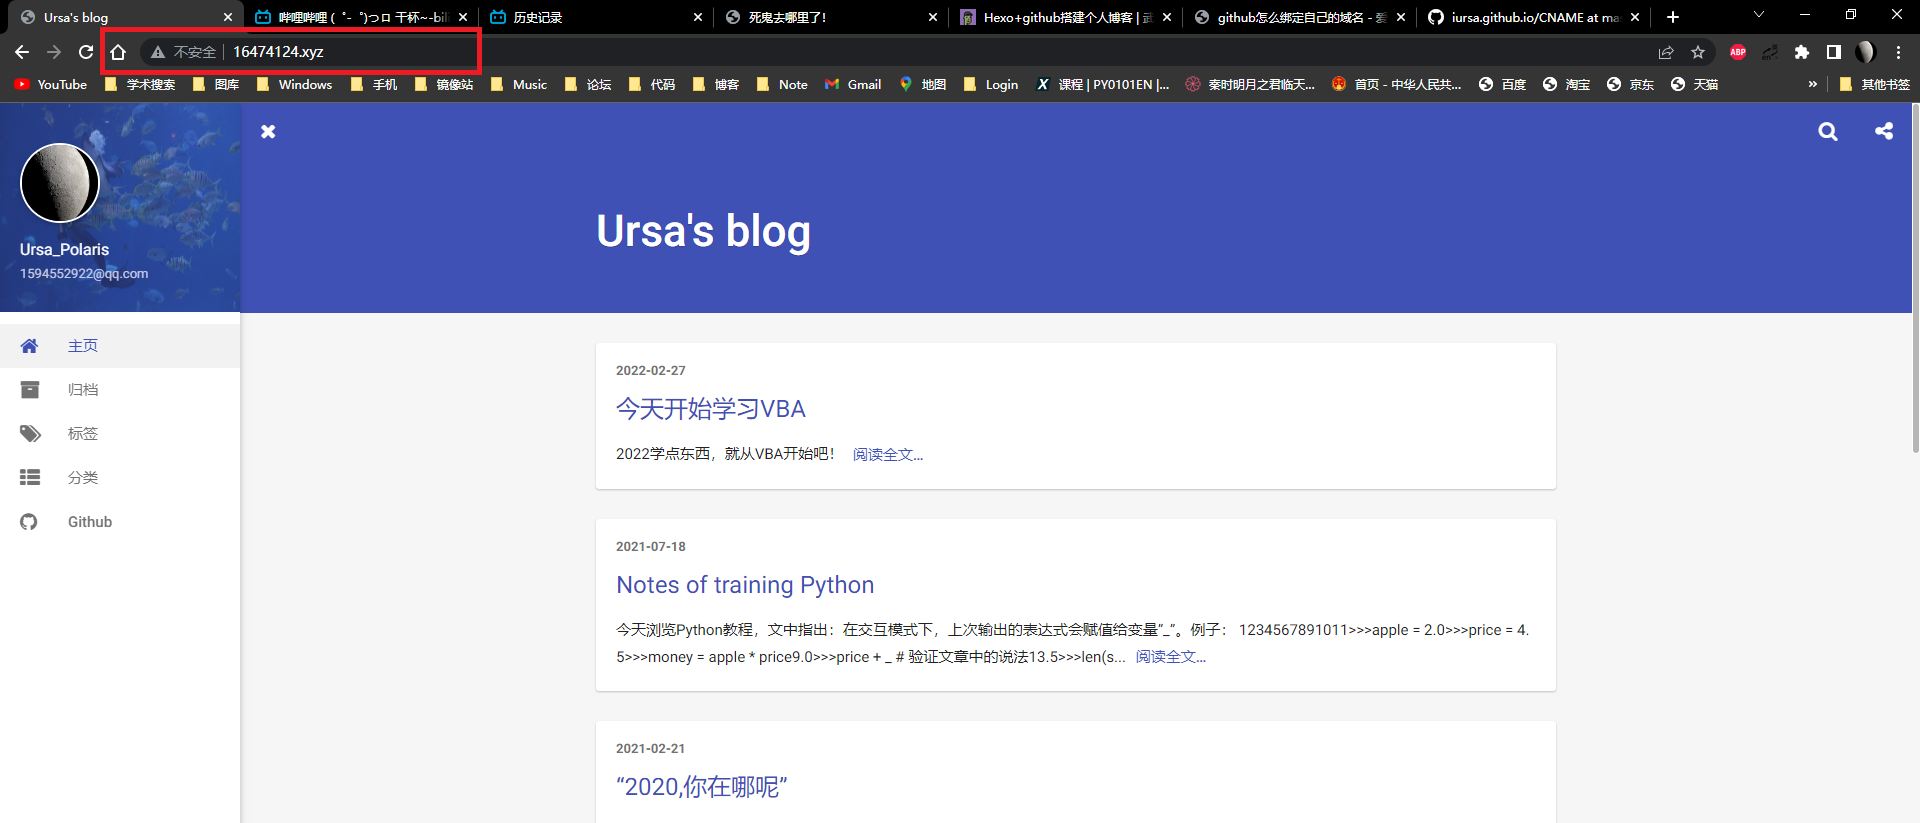 Ursa's blog
哔哩哔哩 ( ゜- ゜)つロ 干杯~-bili
历史记录
死鬼去哪里了!
Hexo+github搭建个人博客 | 武
github怎么绑定自己的域名 - 爱
iursa.github.io/CNAME at ma
不安全 | 16474124.xyz
ABP
YouTube
学术搜索
图库
Windows
手机
镜像站
Music
论坛
代码
博客
Note
Gmail
地图
Login
课程 | PY0101EN |...
秦时明月之君临天...
首页 - 中华人民共...
百度
淘宝
京东
天猫
»
其他书签
Ursa_Polaris
1594552922@qq.com
主页
归档
标签
分类
Github
Ursa's blog
2022-02-27
今天开始学习VBA
2022学点东西，就从VBA开始吧！ 阅读全文...
2021-07-18
Notes of training Python
今天浏览Python教程，文中指出：在交互模式下，上次输出的表达式会赋值给变量”_”。例子： 1234567891011>>>apple = 2.0>>>price = 4.
5>>>money = apple * price9.0>>>price + _ # 验证文章中的说法13.5>>>len(s... 阅读全文...
2021-02-21
“2020,你在哪呢”